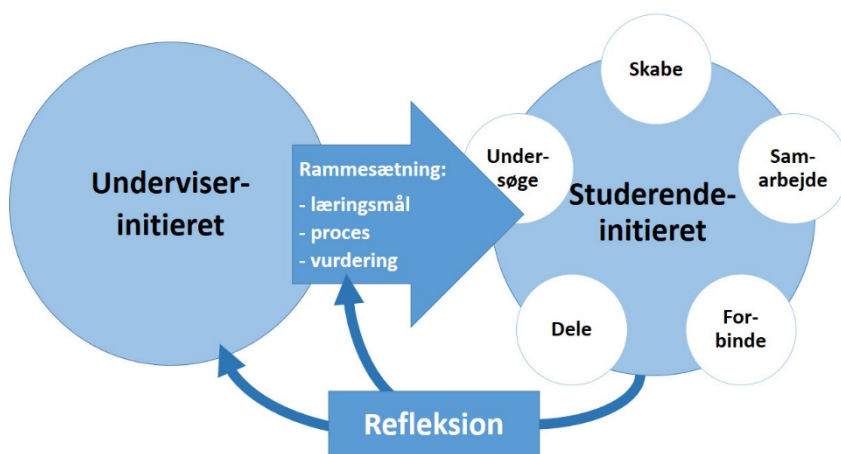 Underviser-
initieret
Rammesætning:
- læringsmål
- proces
- vurdering
Studerende-
initieret
Skabe
Under-
søge
Sam-
arbejde
Dele
For-
binde
Refleksion